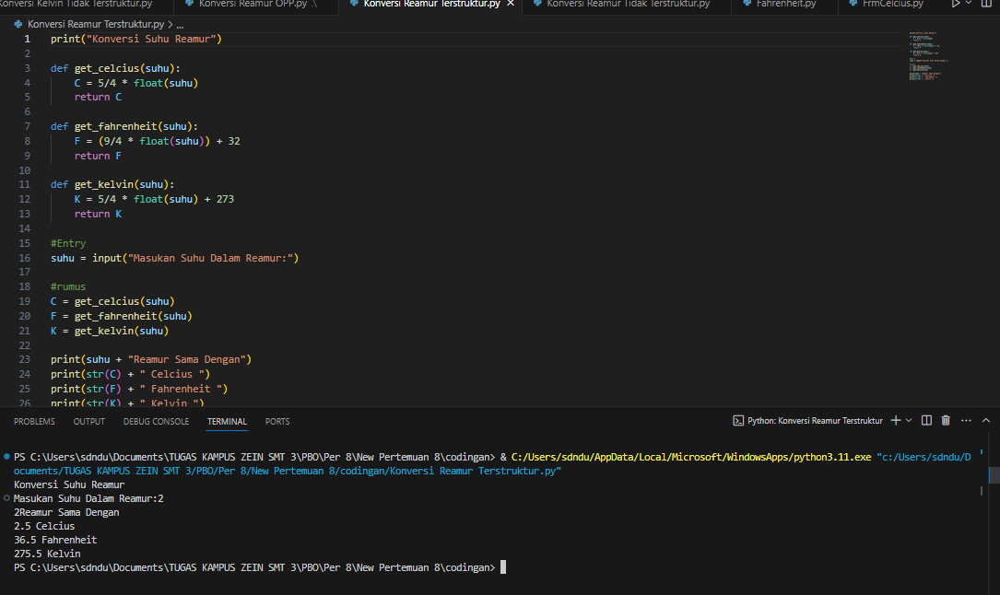 Konversi Kelvin Tidak Terstruktur.py
Konversi Reamur OPP.py .\
Konversi Reamur Terstruktur.py
Konversi Reamur Tidak Terstruktur.py
Fahrenheit.py
FrmCelcius.py
Konversi Reamur Terstruktur.py > ...
1 print("Konversi Suhu Reamur")
2
3 def get_celcius(suhu):
4 C = 5/4 * float(suhu)
5 return C
6
7 def get_fahrenheit(suhu):
8 F = (9/4 * float(suhu)) + 32
9 return F
10
11 def get_kelvin(suhu):
12 K = 5/4 * float(suhu) + 273
13 return K
14
15 #Entry
16 suhu = input("Masukan Suhu Dalam Reamur:")
17
18 #rumus
19 C = get_celcius(suhu)
20 F = get_fahrenheit(suhu)
21 K = get_kelvin(suhu)
22
23 print(suhu + "Reamur Sama Dengan")
24 print(str(C) + " Celcius ")
25 print(str(F) + " Fahrenheit ")
26 print(str(K) + " Kelvin ")
PROBLEMS OUTPUT DEBUG CONSOLE TERMINAL PORTS
Python: Konversi Reamur Terstruktur
PS C:\Users\sdndu\Documents\TUGAS KAMPUS ZEIN SMT 3\PBO\Per 8\New Pertemuan 8\codingan> & C:/Users/sdndu/AppData/Local/Microsoft/WindowsApps/python3.11.exe "c:/Users/sdndu/D
ocuments/TUGAS KAMPUS ZEIN SMT 3/PBO/Per 8/New Pertemuan 8/codingan/Konversi Reamur Terstruktur.py"
Konversi Suhu Reamur
Masukan Suhu Dalam Reamur:2
2Reamur Sama Dengan
2.5 Celcius
36.5 Fahrenheit
275.5 Kelvin
PS C:\Users\sdndu\Documents\TUGAS KAMPUS ZEIN SMT 3\PBO\Per 8\New Pertemuan 8\codingan>